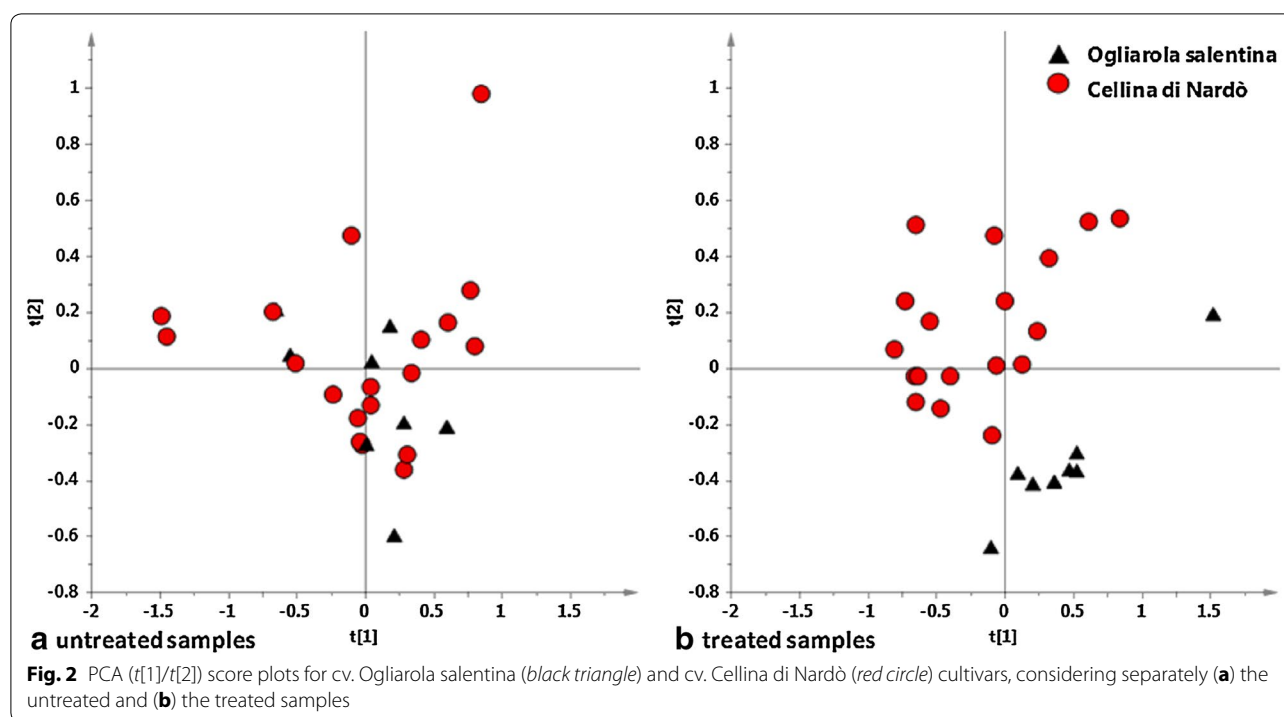 Ogliarola salentina
Cellina di Nardò
t[2]
1
0.8
0.6
0.4
0.2
0
-0.2
-0.4
-0.6
-0.8
-2 -1.5 -1 -0.5 0 0.5 1 1.5
a untreated samples
t[1]
t[2]
1
0.8
0.6
0.4
0.2
0
-0.2
-0.4
-0.6
-0.8
-2 -1.5 -1 -0.5 0 0.5 1 1.5
b treated samples
t[1]
Fig. 2 PCA (t[1]/t[2]) score plots for cv. Ogliarola salentina (black triangle) and cv. Cellina di Nardò (red circle) cultivars, considering separately (a) the
untreated and (b) the treated samples